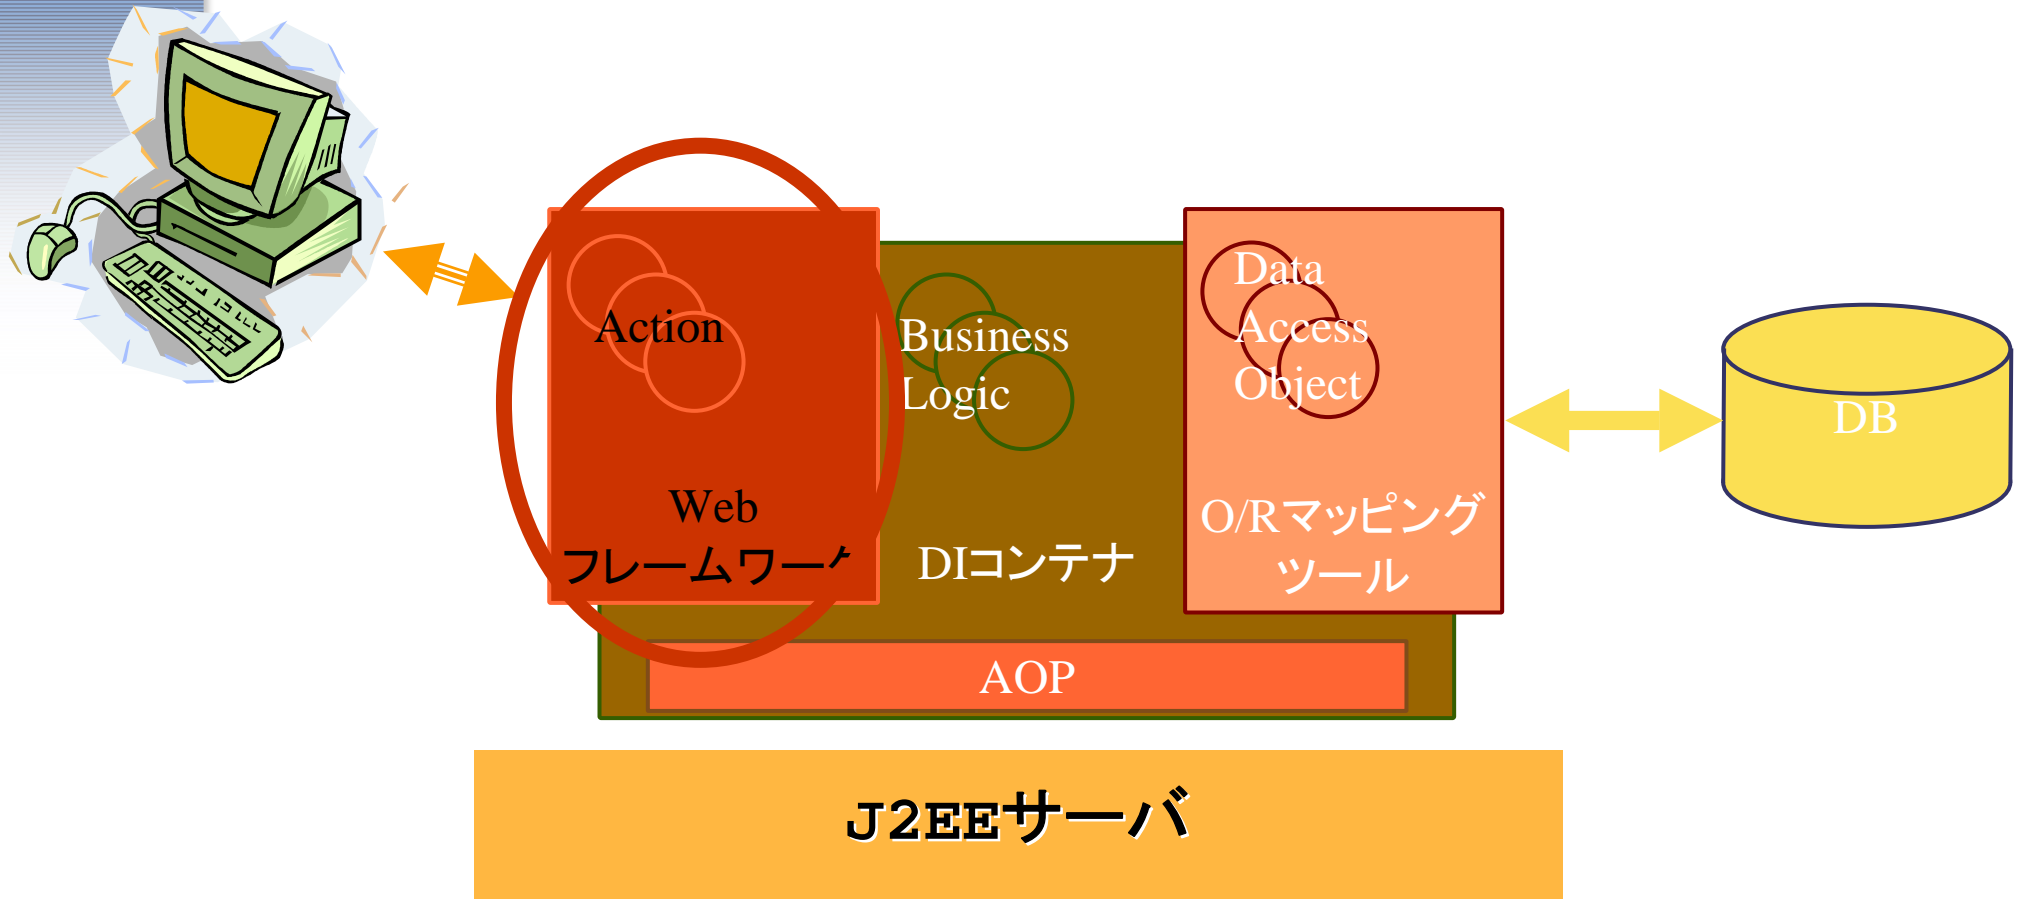 Action
Web
フレームワーク
Business
Logic
DIコンテナ
Data
Access
Object
O/Rマッピング
ツール
DB
AOP
J2EEサーバ